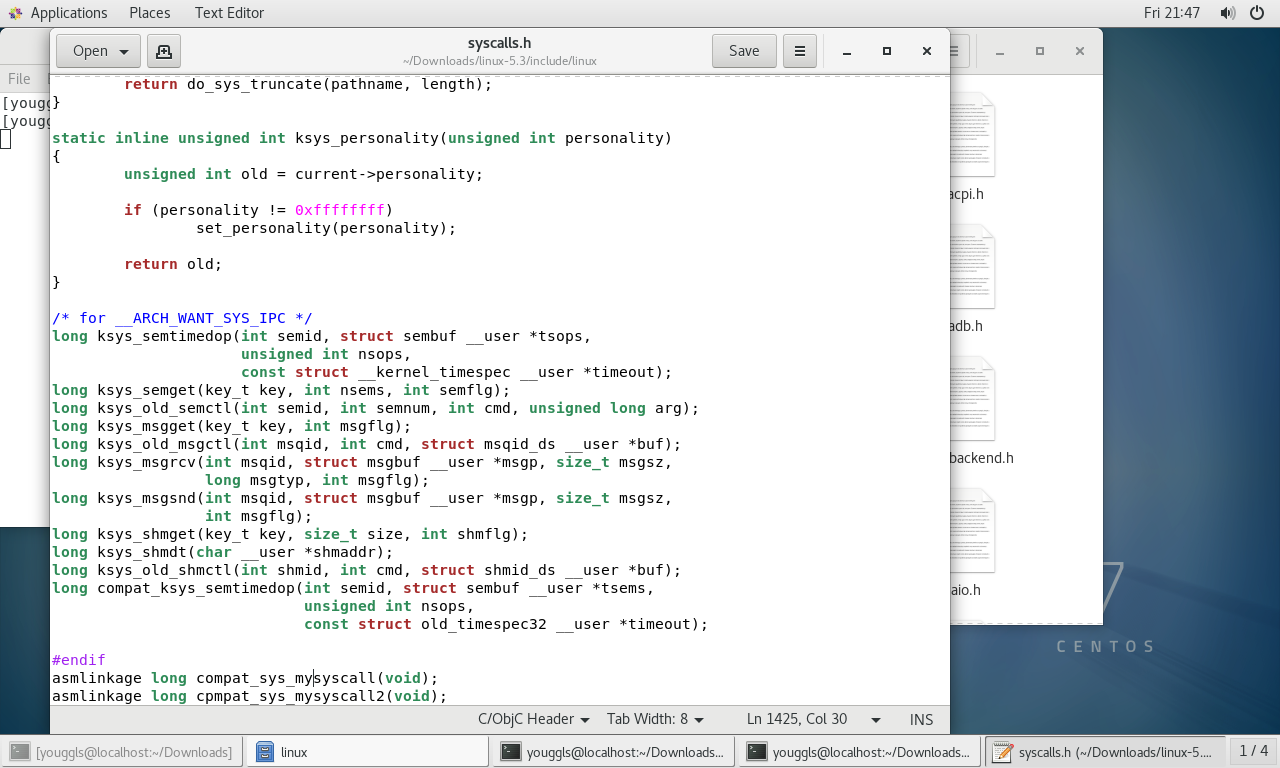 Applications Places Text Editor Fri 21:47
Open syscalls.h Save
~/Downloads/linux-5.3/include/linux
File
[yougg
[yougg
return do_sys_truncate(pathname, length);
}
static inline unsigned int ksys_personality(unsigned int personality)
{
unsigned int old = current->personality;
if (personality != 0xffffffff)
set_personality(personality);
return old;
}
/* for __ARCH_WANT_SYS_IPC */
long ksys_semtimedop(int semid, struct sembuf __user *tsops,
unsigned int nsops,
const struct __kernel_timespec __user *timeout);
long ksys_semget(key_t key, int nsems, int semflg);
long ksys_old_semctl(int semid, int semnum, int cmd, unsigned long arg);
long ksys_msgget(key_t key, int msgflg);
long ksys_old_msgctl(int msqid, int cmd, struct msqid_ds __user *buf);
long ksys_msgrcv(int msqid, struct msgbuf __user *msgp, size_t msgsz,
long msgtyp, int msgflg);
long ksys_msgsnd(int msqid, struct msgbuf __user *msgp, size_t msgsz,
int msgflg);
long ksys_shmget(key_t key, size_t size, int shmflg);
long ksys_shmdt(char __user *shmaddr);
long ksys_old_shmctl(int shmid, int cmd, struct shmid_ds __user *buf);
long compat_ksys_semtimedop(int semid, struct sembuf __user *tsems,
unsigned int nsops,
const struct old_timespec32 __user *timeout);
#endif
asmlinkage long compat_sys_mysyscall(void);
asmlinkage long cpmpat_sys_mysyscall2(void);
C/ObjC Header Tab Width: 8 Ln 1425, Col 30 INS
acpi.h
adb.h
backend.h
aio.h
7
CENTOS
[youggls@localhost:~/Downloads] linux youggls@localhost:~/Downloads... youggls@localhost:~/Downloads... syscalls.h (~/Downloads/linux-5.... 1 / 4